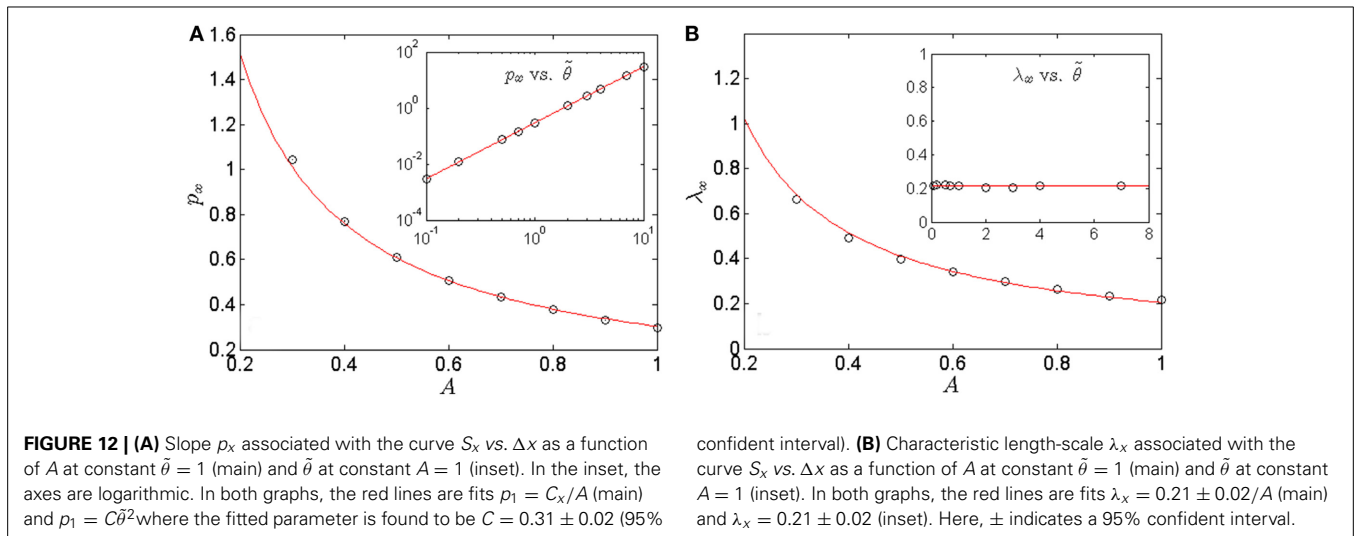 A
1.6
1.4
1.2
1
0.8
0.6
0.4
0.2
p∞
0.2 0.4 0.6 0.8 1
A
p∞ vs. θ̃
10²
10⁰
10⁻²
10⁻⁴
10⁻¹ 10⁰ 10¹
B
1.2
1
0.8
0.6
0.4
0.2
0
λ∞
0.2 0.4 0.6 0.8 1
A
λ∞ vs. θ̃
1
0.8
0.6
0.4
0.2
0
0 2 4 6 8
FIGURE 12 | (A) Slope pₓ associated with the curve Sₓ vs. Δx as a function
of A at constant θ̃ = 1 (main) and θ̃ at constant A = 1 (inset). In the inset, the
axes are logarithmic. In both graphs, the red lines are fits p₁ = Cₓ/A (main)
and p₁ = Cθ̃² where the fitted parameter is found to be C = 0.31 ± 0.02 (95%
confident interval). (B) Characteristic length-scale λₓ associated with the
curve Sₓ vs. Δx as a function of A at constant θ̃ = 1 (main) and θ̃ at constant
A = 1 (inset). In both graphs, the red lines are fits λₓ = 0.21 ± 0.02/A (main)
and λₓ = 0.21 ± 0.02 (inset). Here, ± indicates a 95% confident interval.